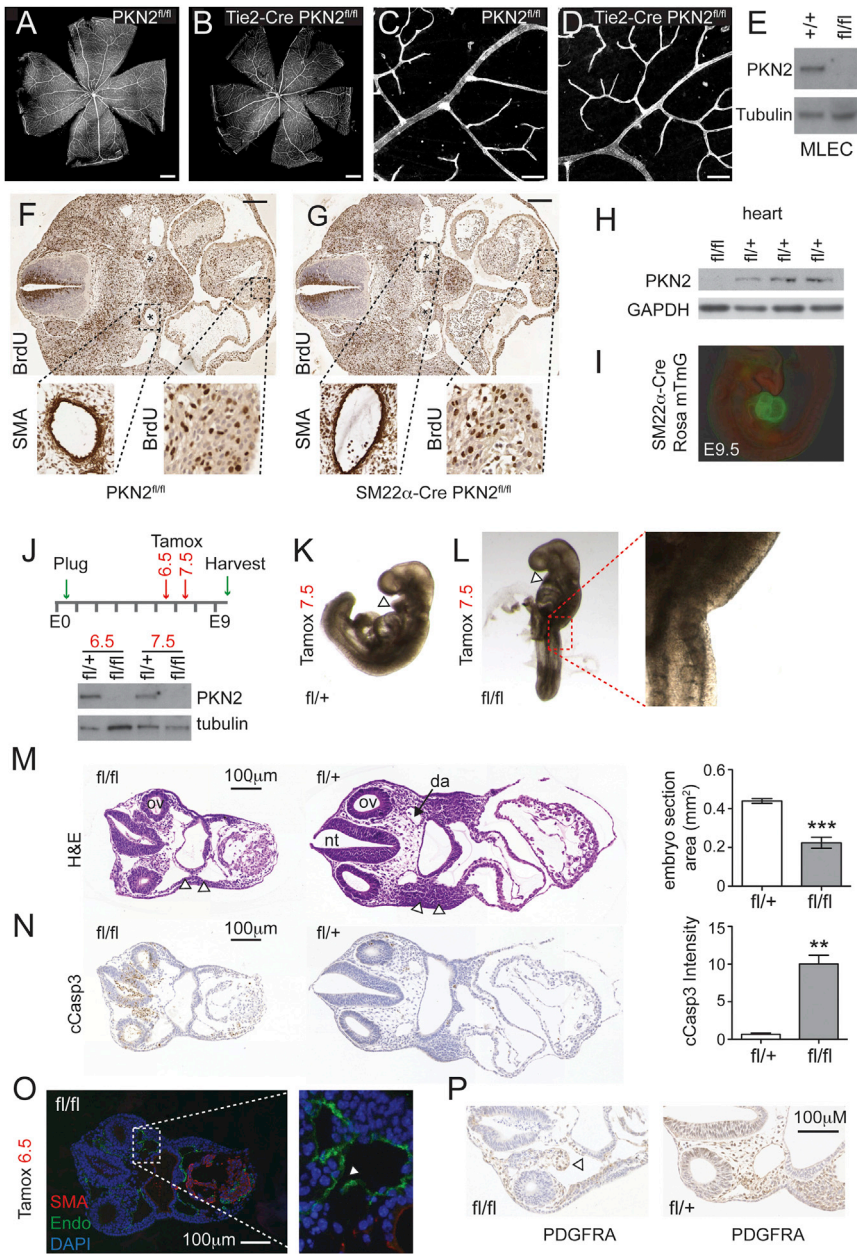 A PKN2fl/fl
B Tie2-Cre PKN2fl/fl
C PKN2fl/fl
D Tie2-Cre PKN2fl/fl
E
+/+ fl/fl
PKN2
Tubulin
MLEC
F
BrdU
*
*
SMA
BrdU
PKN2fl/fl
G
BrdU
*
*
SMA
BrdU
SM22α-Cre PKN2fl/fl
H
heart
fl/fl fl/+ fl/+ fl/+
PKN2
GAPDH
I
SM22α-Cre
Rosa mTmG
E9.5
J
Tamox
Plug 6.5 7.5 Harvest
E0 E9
6.5 7.5
fl/+ fl/fl fl/+ fl/fl
PKN2
tubulin
K
Tamox 7.5
fl/+
L
Tamox 7.5
fl/fl
M
H&E
fl/fl
100μm
ov
fl/+
da
ov
nt
embryo section
area (mm²)
0.6
0.4
0.2
0
***
fl/+ fl/fl
N
cCasp3
fl/fl
100μm
fl/+
cCasp3 Intensity
15
10
5
0
**
fl/+ fl/fl
O
Tamox 6.5
fl/fl
SMA
Endo
DAPI
100μm
P
fl/fl
PDGFRA
100μM
fl/+
PDGFRA